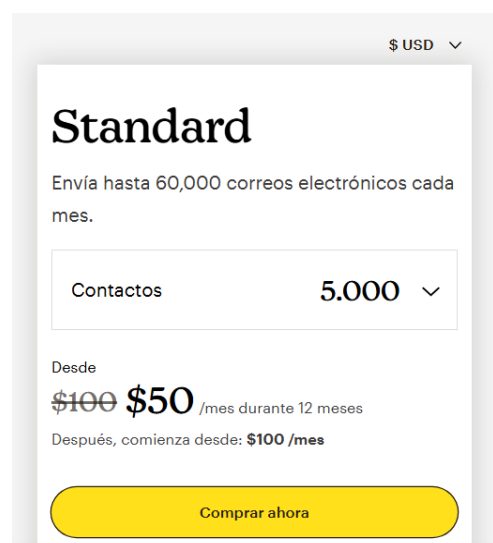 $ USD
Standard
Envía hasta 60,000 correos electrónicos cada
mes.
Contactos 5.000
Desde
$100 $50 /mes durante 12 meses
Después, comienza desde: $100 /mes
Comprar ahora